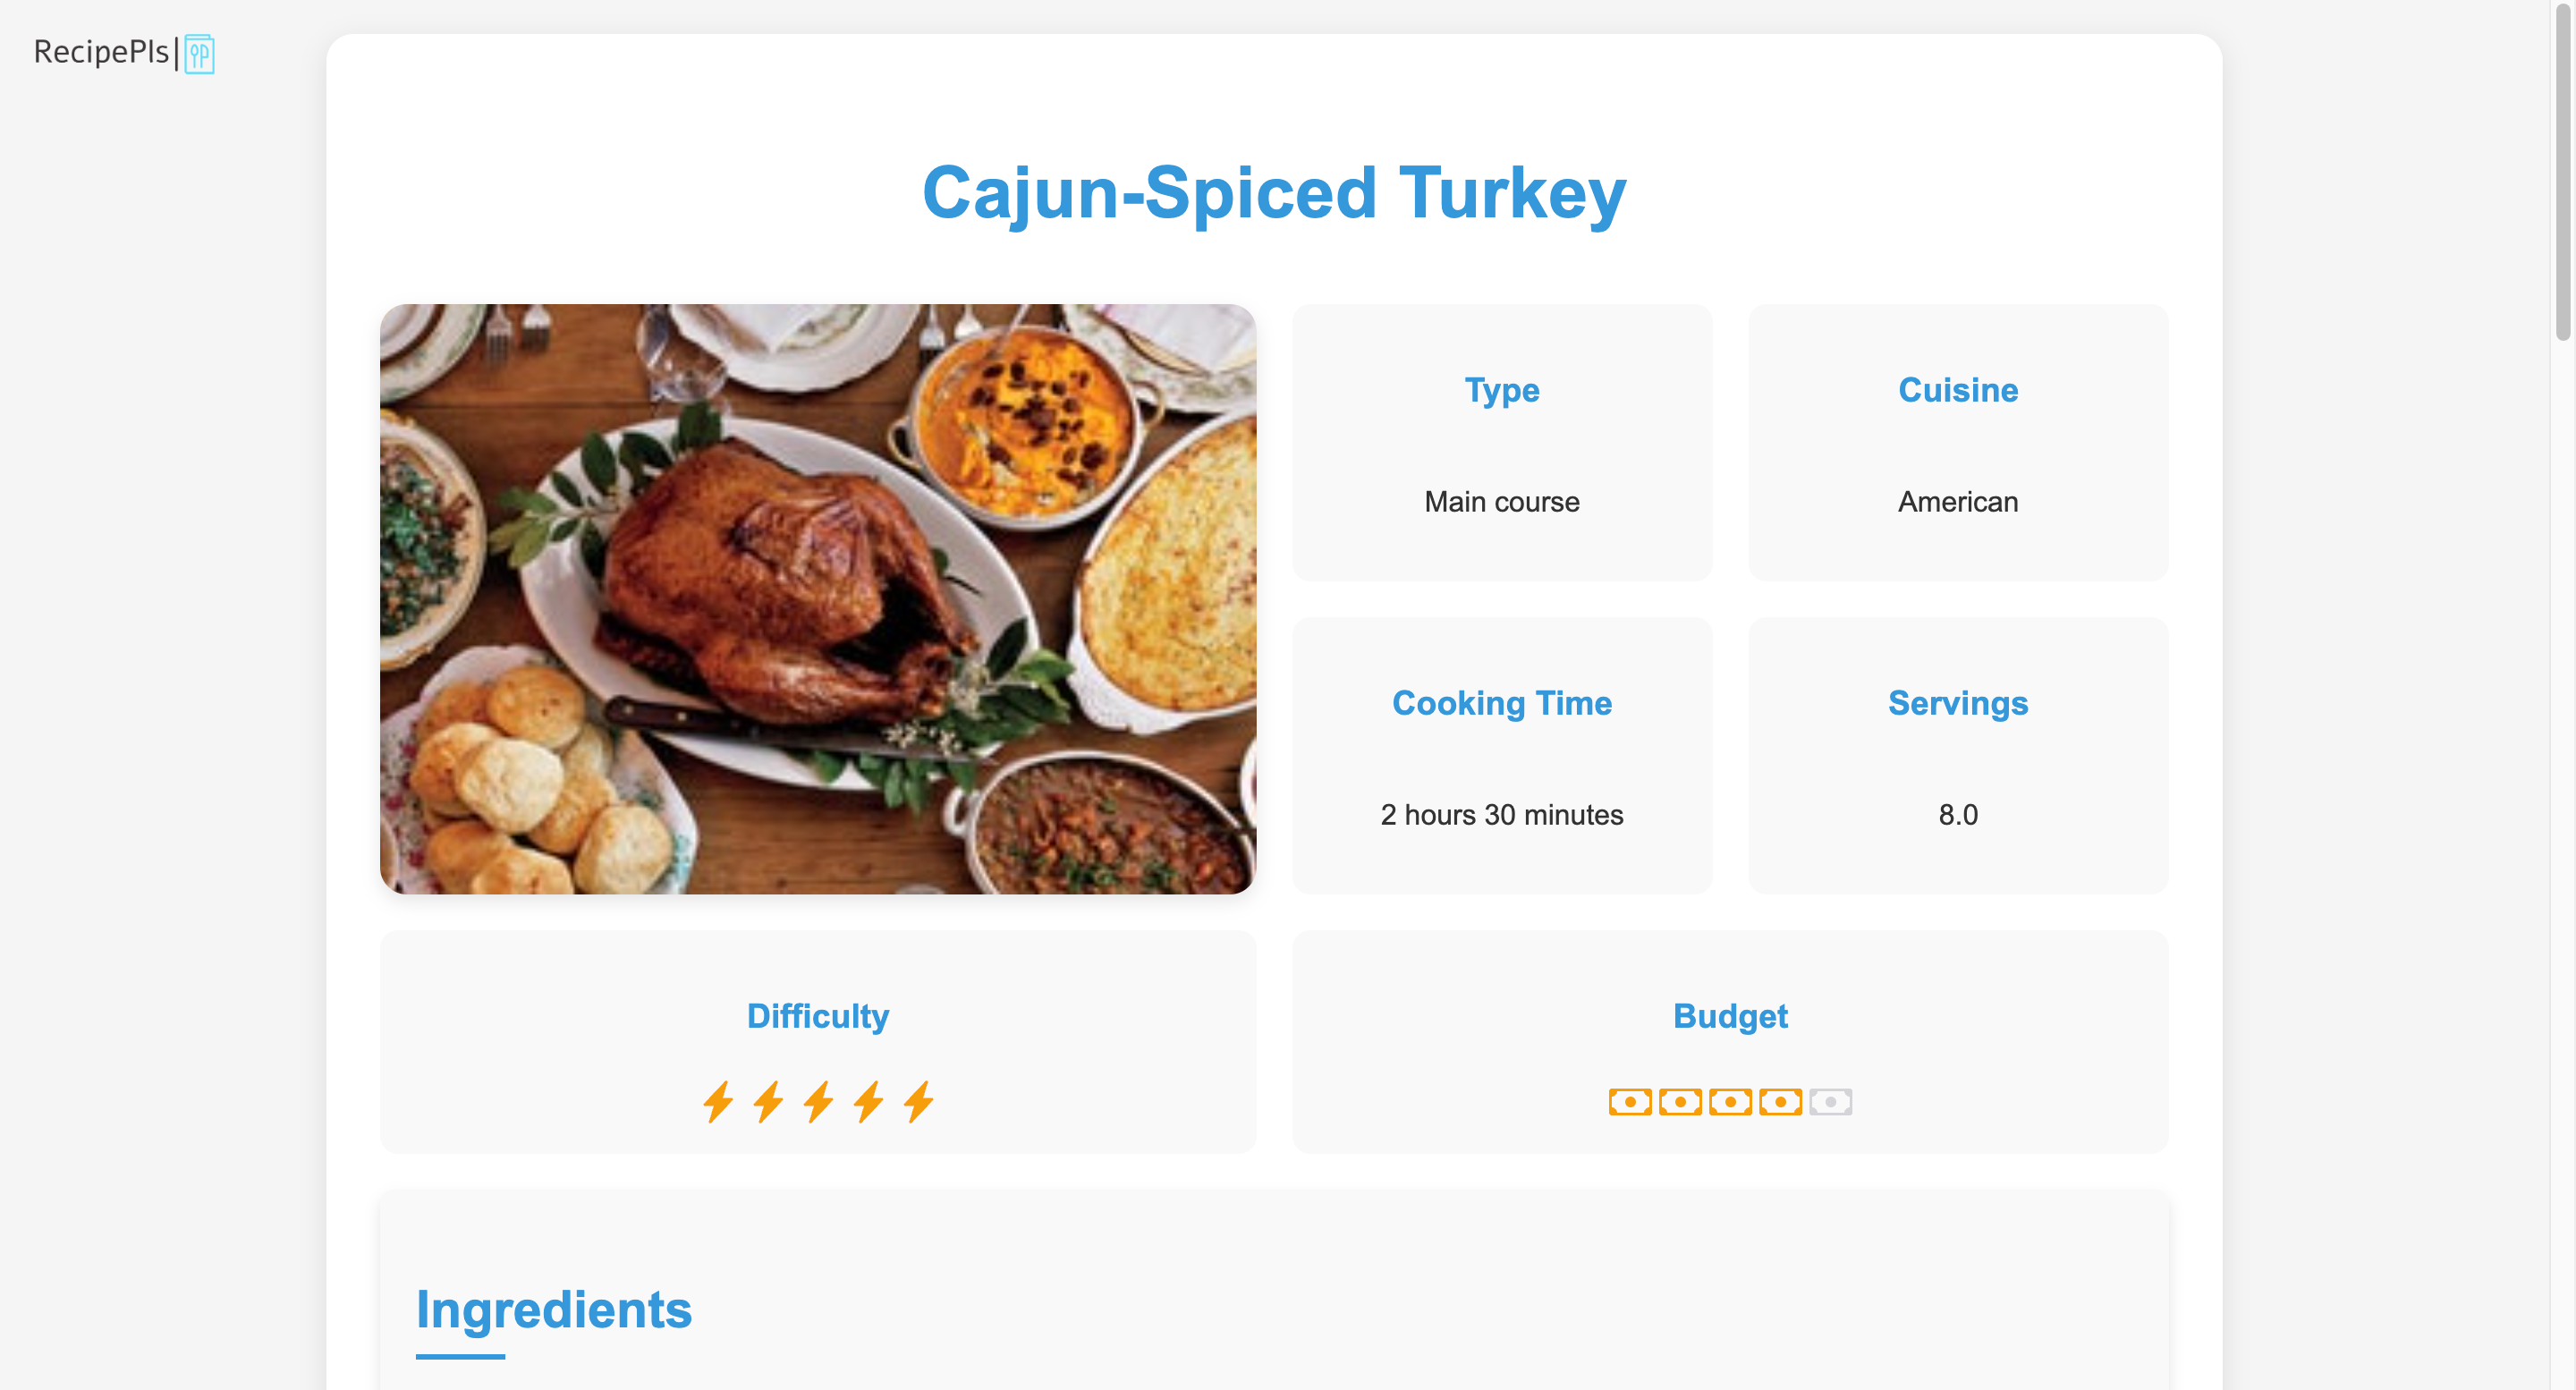 RecipePls|
Cajun-Spiced Turkey
Type
Main course
Cuisine
American
Cooking Time
2 hours 30 minutes
Servings
8.0
Difficulty
Budget
Ingredients